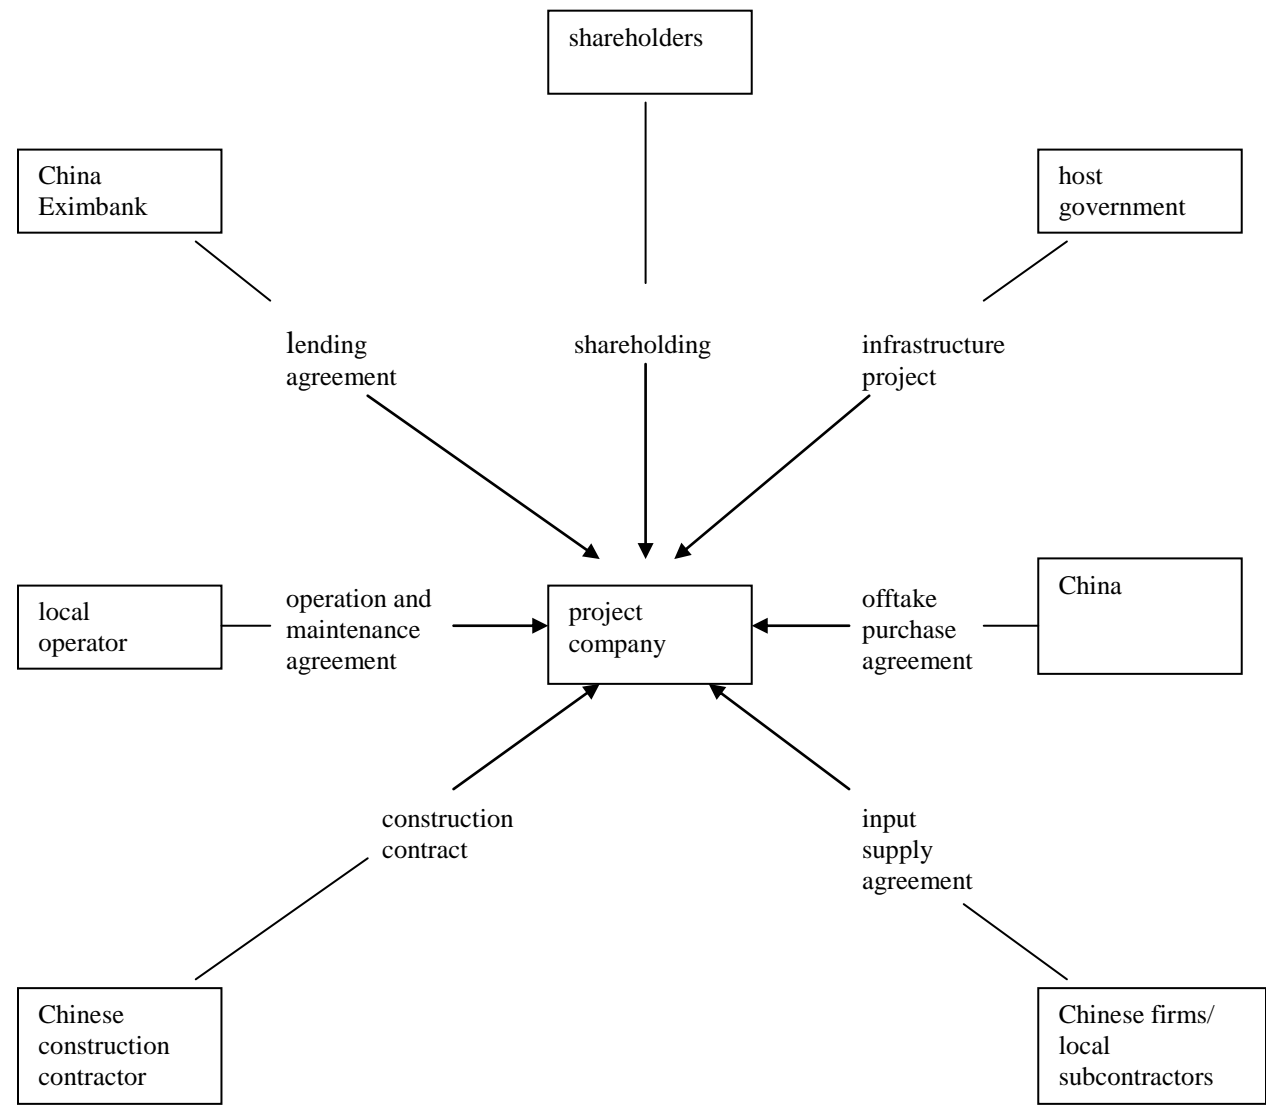 shareholders
China
Eximbank
host
government
lending
agreement
shareholding
infrastructure
project
local
operator
operation and
maintenance
agreement
project
company
offtake
purchase
agreement
China
construction
contract
input
supply
agreement
Chinese
construction
contractor
Chinese firms/
local
subcontractors